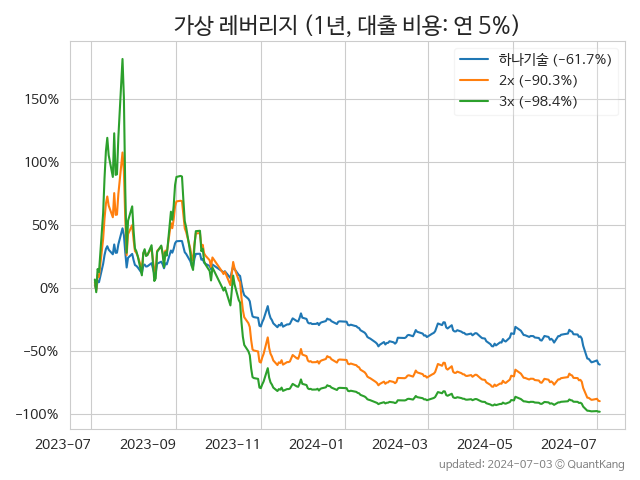 가상 레버리지 (1년, 대출 비용: 연 5%)
하나기술 (-61.7%)
2x (-90.3%)
3x (-98.4%)
150%
100%
50%
0%
-50%
-100%
2023-07 2023-09 2023-11 2024-01 2024-03 2024-05 2024-07
updated: 2024-07-03 © QuantKang